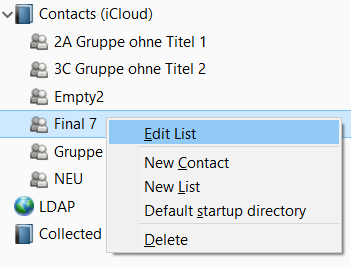 Contacts (iCloud)
2A Gruppe ohne Titel 1
3C Gruppe ohne Titel 2
Empty2
Final 7
Edit List
Gruppe
New Contact
NEU
New List
LDAP
Default startup directory
Collected
Delete